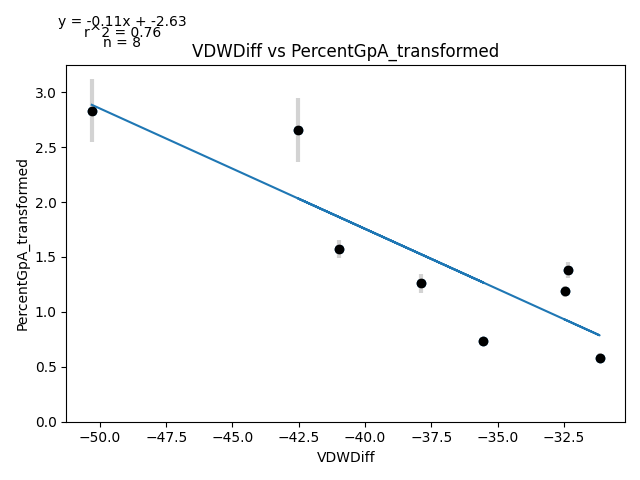 y = -0.11x + -2.63
r^2 = 0.76
n = 8
VDWDiff vs PercentGpA_transformed
PercentGpA_transformed
3.0
2.5
2.0
1.5
1.0
0.5
0.0
−50.0 −47.5 −45.0 −42.5 −40.0 −37.5 −35.0 −32.5
VDWDiff